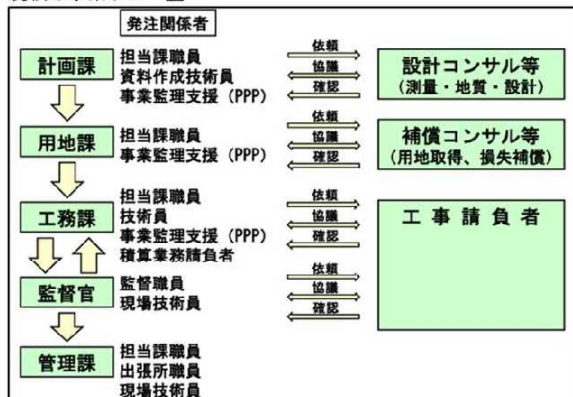 発注関係者
計画課
担当課職員
資料作成技術員
事業監理支援（PPP）
依頼
協議
確認
設計コンサル等
（測量・地質・設計）
用地課
担当課職員
事業監理支援（PPP）
依頼
協議
確認
補償コンサル等
（用地取得、損失補償）
工務課
担当課職員
技術員
事業監理支援（PPP）
積算業務請負者
依頼
協議
確認
工事請負者
監督官
監督職員
現場技術員
依頼
協議
確認
管理課
担当課職員
出張所職員
現場技術員